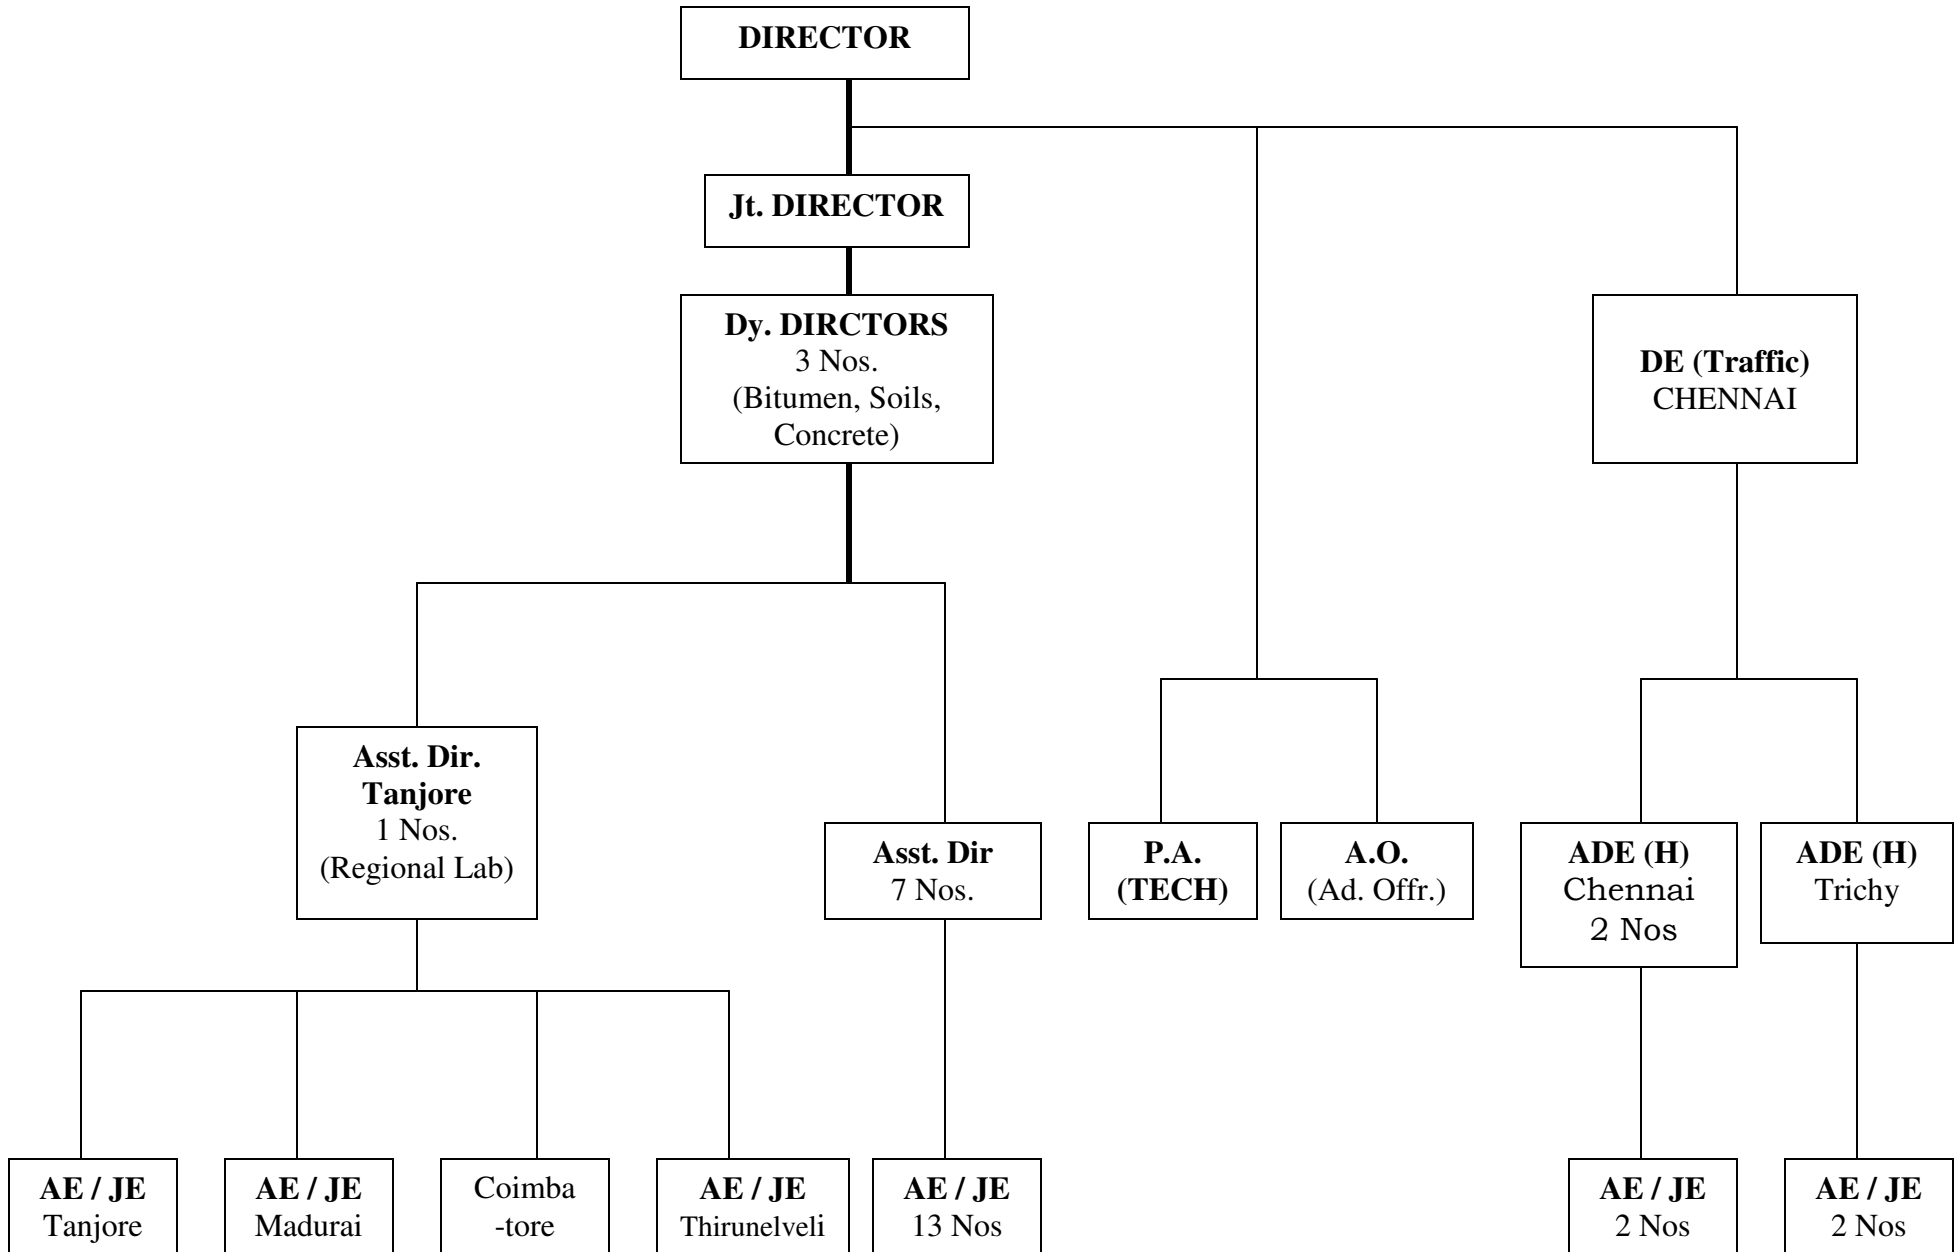 DIRECTOR
Jt. DIRECTOR
Dy. DIRCTORS
3 Nos.
(Bitumen, Soils,
Concrete)
DE (Traffic)
CHENNAI
Asst. Dir.
Tanjore
1 Nos.
(Regional Lab)
Asst. Dir
7 Nos.
P.A.
(TECH)
A.O.
(Ad. Offr.)
ADE (H)
Chennai
2 Nos
ADE (H)
Trichy
AE / JE
Tanjore
AE / JE
Madurai
Coimba
-tore
AE / JE
Thirunelveli
AE / JE
13 Nos
AE / JE
2 Nos
AE / JE
2 Nos